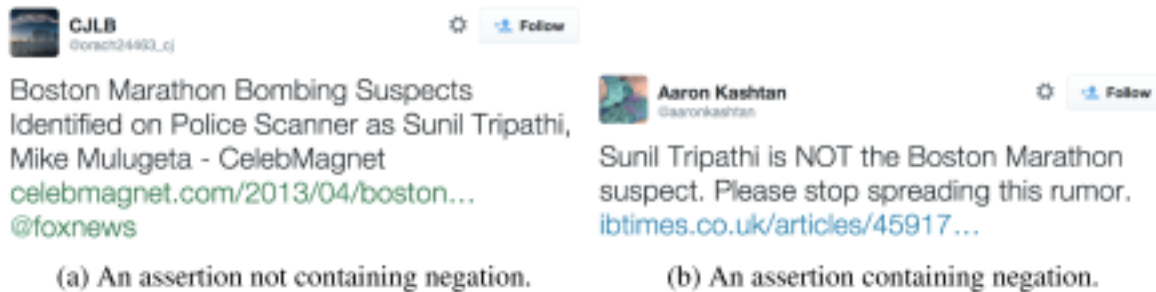 CJLB
Follow
Boston Marathon Bombing Suspects
Identified on Police Scanner as Sunil Tripathi,
Mike Mulugeta - CelebMagnet
celebmagnet.com/2013/04/boston...
@foxnews
(a) An assertion not containing negation.
Aaron Kashtan
@aaronkashtan
Follow
Sunil Tripathi is NOT the Boston Marathon
suspect. Please stop spreading this rumor.
ibtimes.co.uk/articles/45917...
(b) An assertion containing negation.